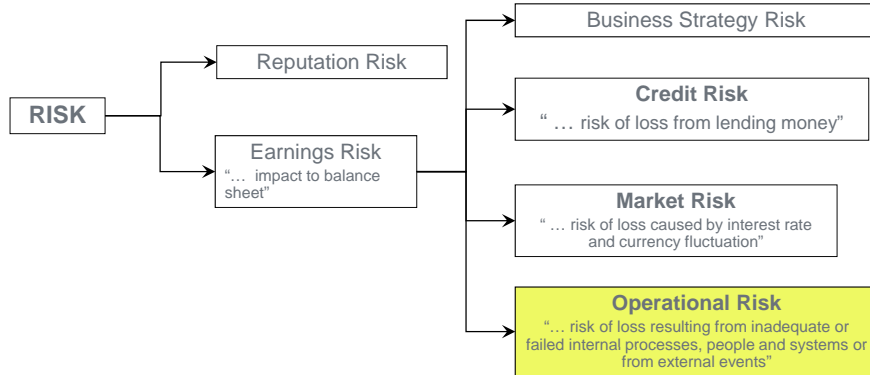 Business Strategy Risk
Reputation Risk
RISK
Credit Risk
“ … risk of loss from lending money”
Earnings Risk
“… impact to balance
sheet”
Market Risk
“ … risk of loss caused by interest rate
and currency fluctuation”
Operational Risk
“… risk of loss resulting from inadequate or
failed internal processes, people and systems or
from external events”